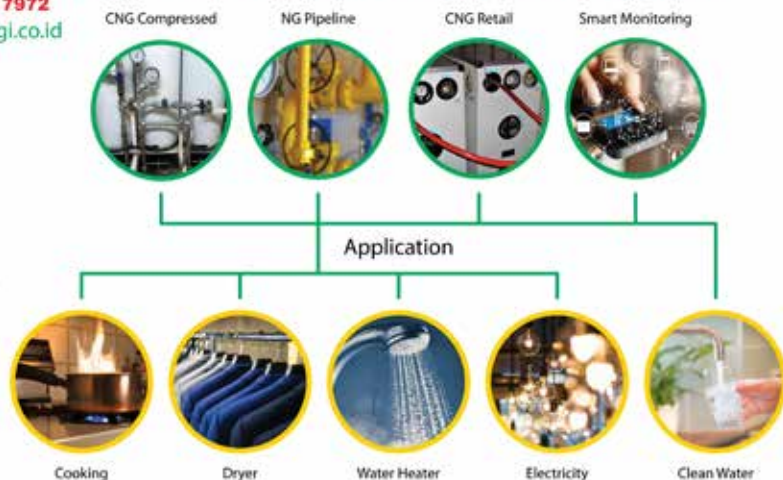 7972
gi.co.id
CNG Compressed
NG Pipeline
CNG Retail
Smart Monitoring
Application
Cooking
Dryer
Water Heater
Electricity
Clean Water